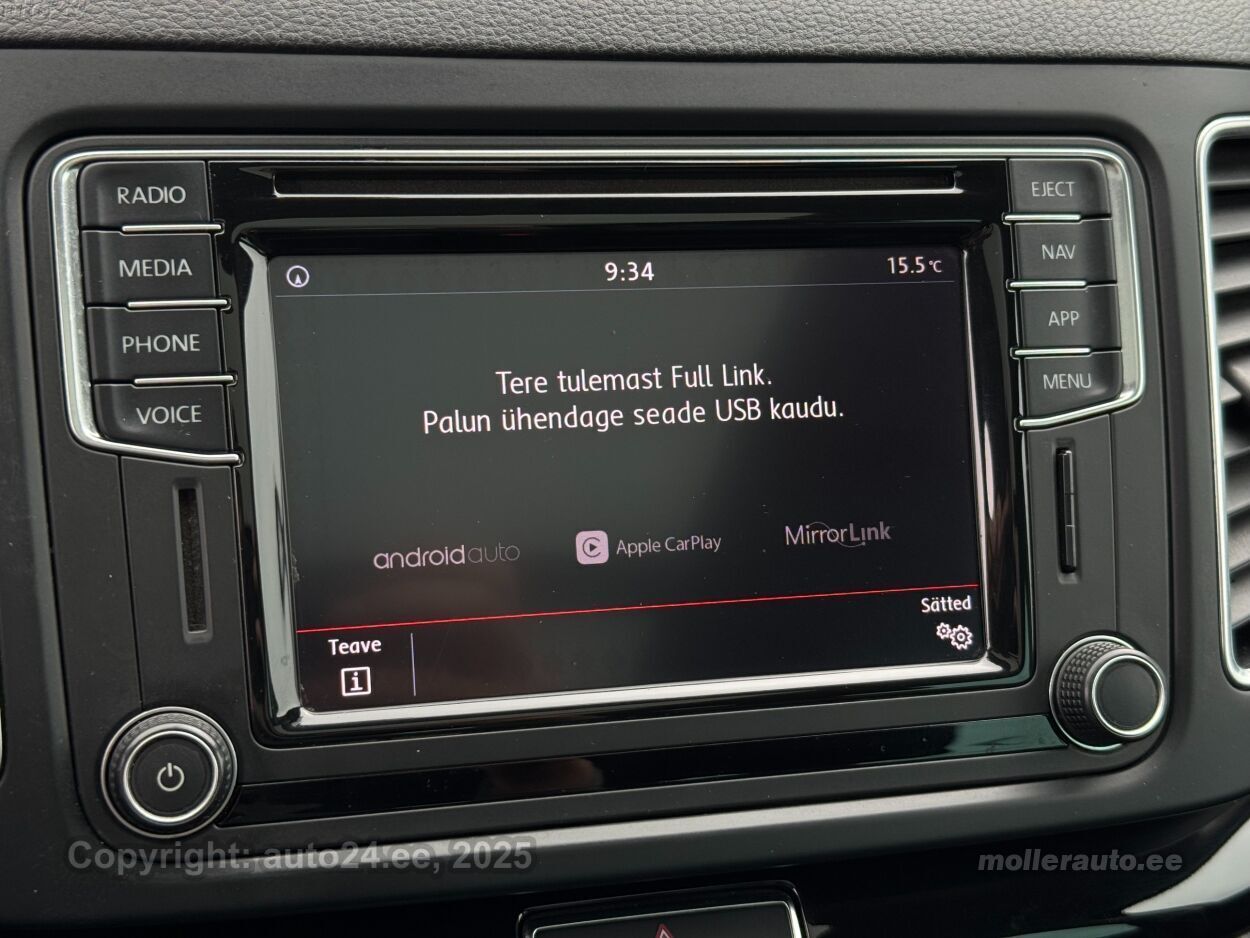 RADIO
MEDIA
PHONE
VOICE
EJECT
NAV
APP
MENU
9:34
15.5°C
Tere tulemast Full Link.
Palun ühendage seade USB kaudu.
androidauto
Apple CarPlay
MirrorLink
Teave
Sätted
Copyright: auto24.ee, 2025
mollerauto.ee